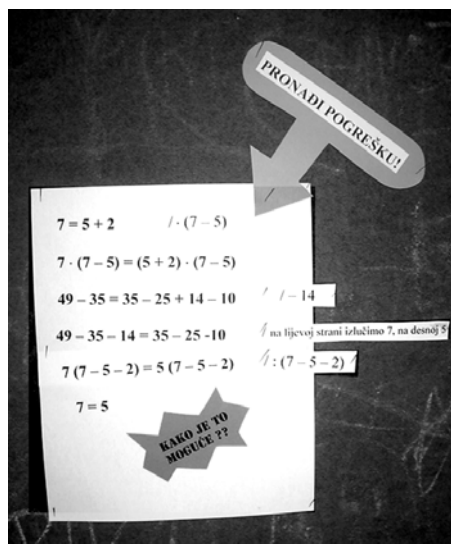 PRONAĐI POGREŠKU!
7 = 5 + 2 / · (7 – 5)
7 · (7 – 5) = (5 + 2) · (7 – 5)
49 – 35 = 35 – 25 + 14 – 10 / – 14
49 – 35 – 14 = 35 – 25 -10 / na lijevoj strani izlučimo 7, na desnoj 5
7 (7 – 5 – 2) = 5 (7 – 5 – 2) / : (7 – 5 – 2)
7 = 5
KAKO JE TO
MOGUČE ??